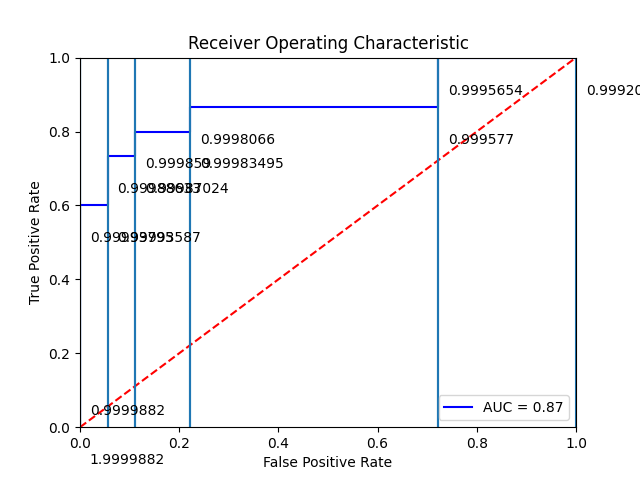 Receiver Operating Characteristic
1.0
0.9995654
0.99920
0.8
0.9998066
0.999577
0.99983495
0.6
True Positive Rate
0.4
0.2
0.9999882
AUC = 0.87
0.0
0.0 0.2 0.4 0.6 0.8 1.0
1.9999882
False Positive Rate